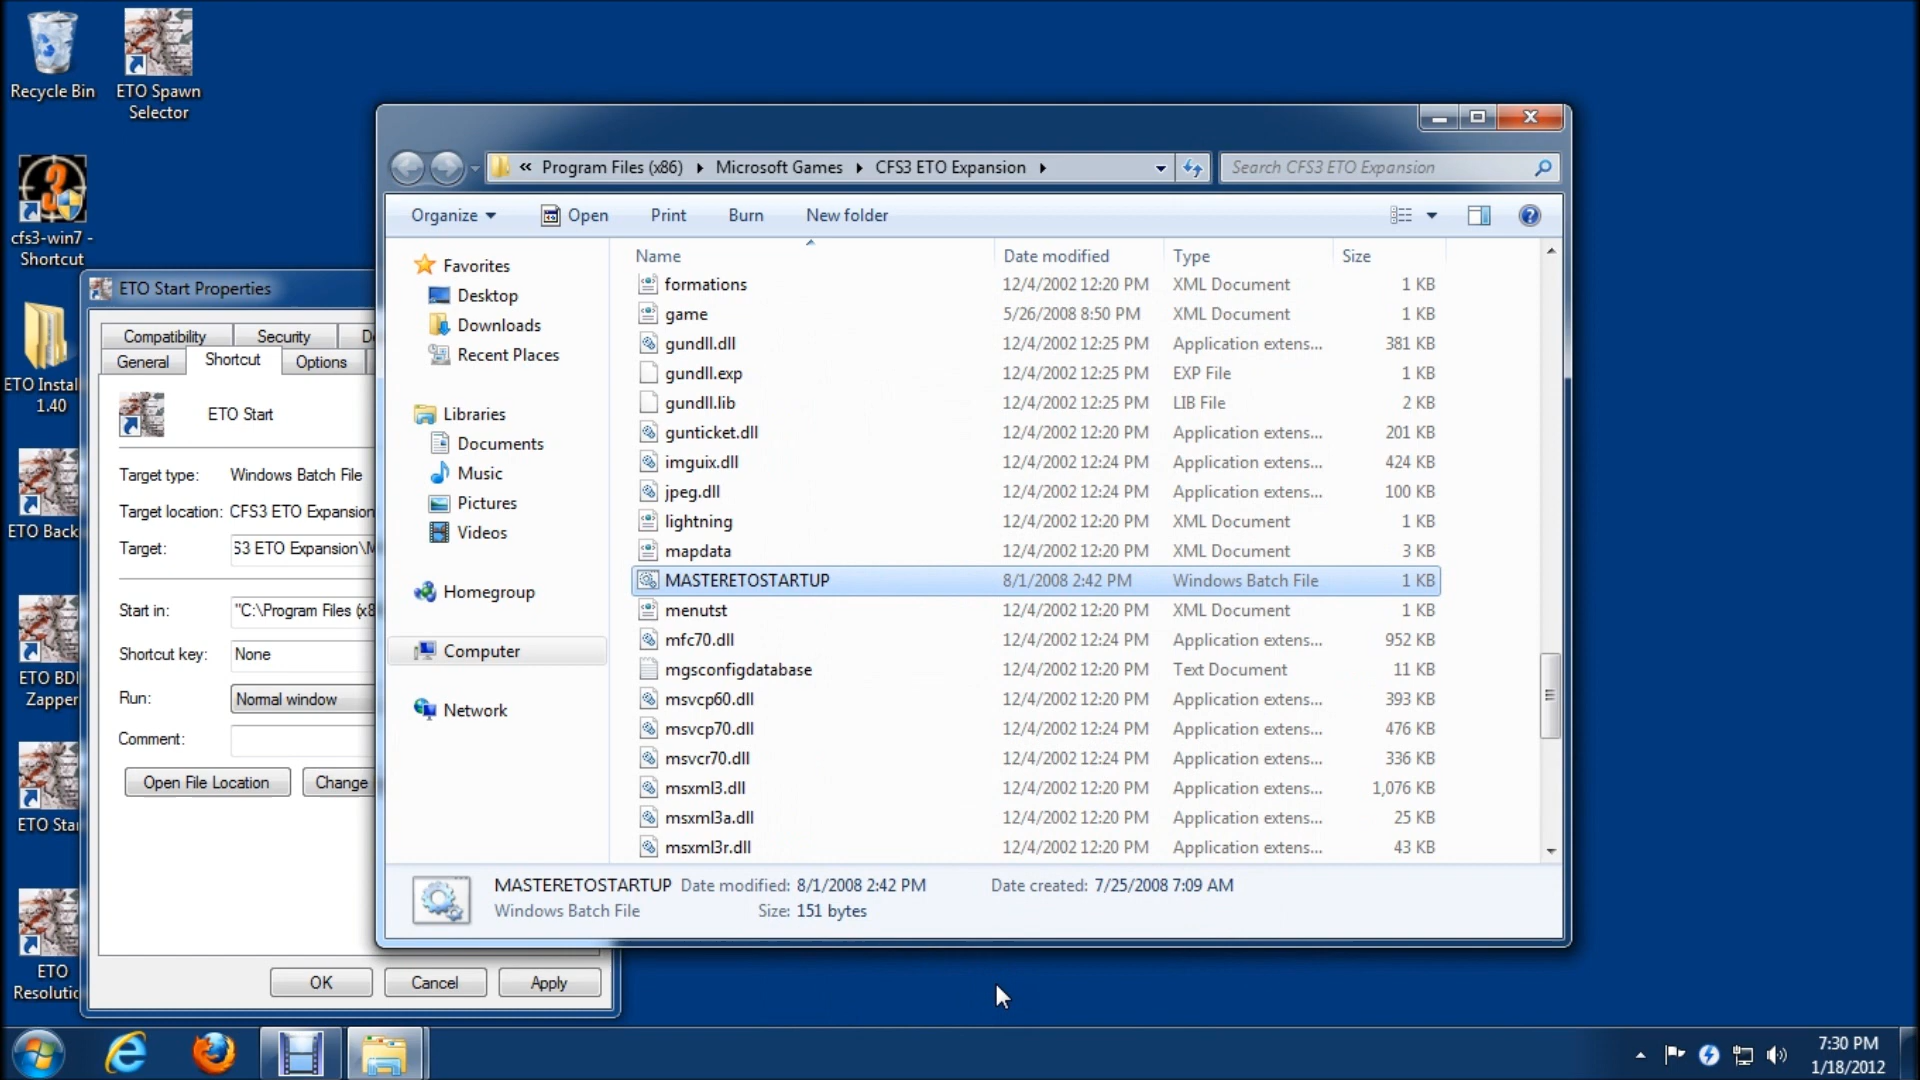 Recycle Bin
ETO Spawn
Selector
cfs3-win7 -
Shortcut
ETO Instal
1.40
ETO Back
ETO BDI
Zapper
ETO Star
ETO
Resolutio
ETO Start Properties
Compatibility
Security
General
Shortcut
Options
ETO Start
Target type: Windows Batch File
Target location: CFS3 ETO Expansion
Target: S3 ETO Expansion\M
Start in: "C:\Program Files (x8
Shortcut key: None
Run: Normal window
Comment:
Open File Location
Change
OK
Cancel
Apply
« Program Files (x86) Microsoft Games CFS3 ETO Expansion
Search CFS3 ETO Expansion
Organize Open Print Burn New folder
Favorites
Desktop
Downloads
Recent Places
Libraries
Documents
Music
Pictures
Videos
Homegroup
Computer
Network
Name Date modified Type Size
formations 12/4/2002 12:20 PM XML Document 1 KB
game 5/26/2008 8:50 PM XML Document 1 KB
gundll.dll 12/4/2002 12:25 PM Application extens... 381 KB
gundll.exp 12/4/2002 12:25 PM EXP File 1 KB
gundll.lib 12/4/2002 12:25 PM LIB File 2 KB
gunticket.dll 12/4/2002 12:20 PM Application extens... 201 KB
imguix.dll 12/4/2002 12:24 PM Application extens... 424 KB
jpeg.dll 12/4/2002 12:24 PM Application extens... 100 KB
lightning 12/4/2002 12:20 PM XML Document 1 KB
mapdata 12/4/2002 12:20 PM XML Document 3 KB
MASTERETOSTARTUP 8/1/2008 2:42 PM Windows Batch File 1 KB
menutst 12/4/2002 12:20 PM XML Document 1 KB
mfc70.dll 12/4/2002 12:24 PM Application extens... 952 KB
mgsconfigdatabase 12/4/2002 12:20 PM Text Document 11 KB
msvcp60.dll 12/4/2002 12:20 PM Application extens... 393 KB
msvcp70.dll 12/4/2002 12:24 PM Application extens... 476 KB
msvcr70.dll 12/4/2002 12:24 PM Application extens... 336 KB
msxml3.dll 12/4/2002 12:20 PM Application extens... 1,076 KB
msxml3a.dll 12/4/2002 12:20 PM Application extens... 25 KB
msxml3r.dll 12/4/2002 12:20 PM Application extens... 43 KB
MASTERETOSTARTUP Date modified: 8/1/2008 2:42 PM Date created: 7/25/2008 7:09 AM
Windows Batch File Size: 151 bytes
7:30 PM
1/18/2012